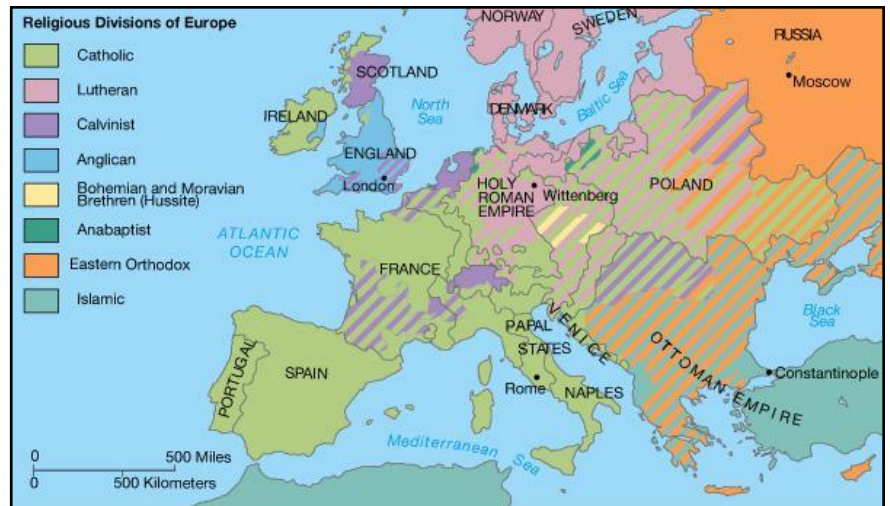 Religious Divisions of Europe
Catholic
Lutheran
Calvinist
Anglican
Bohemian and Moravian
Brethren (Hussite)
Anabaptist
Eastern Orthodox
Islamic
NORWAY
SWEDEN
RUSSIA
Moscow
SCOTLAND
North
Sea
DENMARK
Baltic Sea
IRELAND
ENGLAND
London
HOLY
ROMAN
EMPIRE
Wittenberg
POLAND
ATLANTIC
OCEAN
FRANCE
PORTUGAL
SPAIN
PAPAL
STATES
VENICE
Rome
NAPLES
OTTOMAN EMPIRE
Black
Sea
Constantinople
Mediterranean Sea
0 500 Miles
0 500 Kilometers